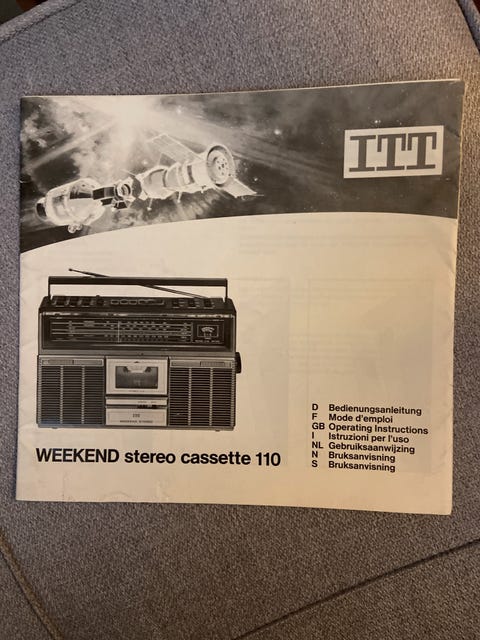 ITT
WEEKEND stereo cassette 110
D Bedienungsanleitung
F Mode d'emploi
GB Operating Instructions
I Istruzioni per l'uso
NL Gebruiksaanwijzing
N Bruksanvisning
S Bruksanvisning